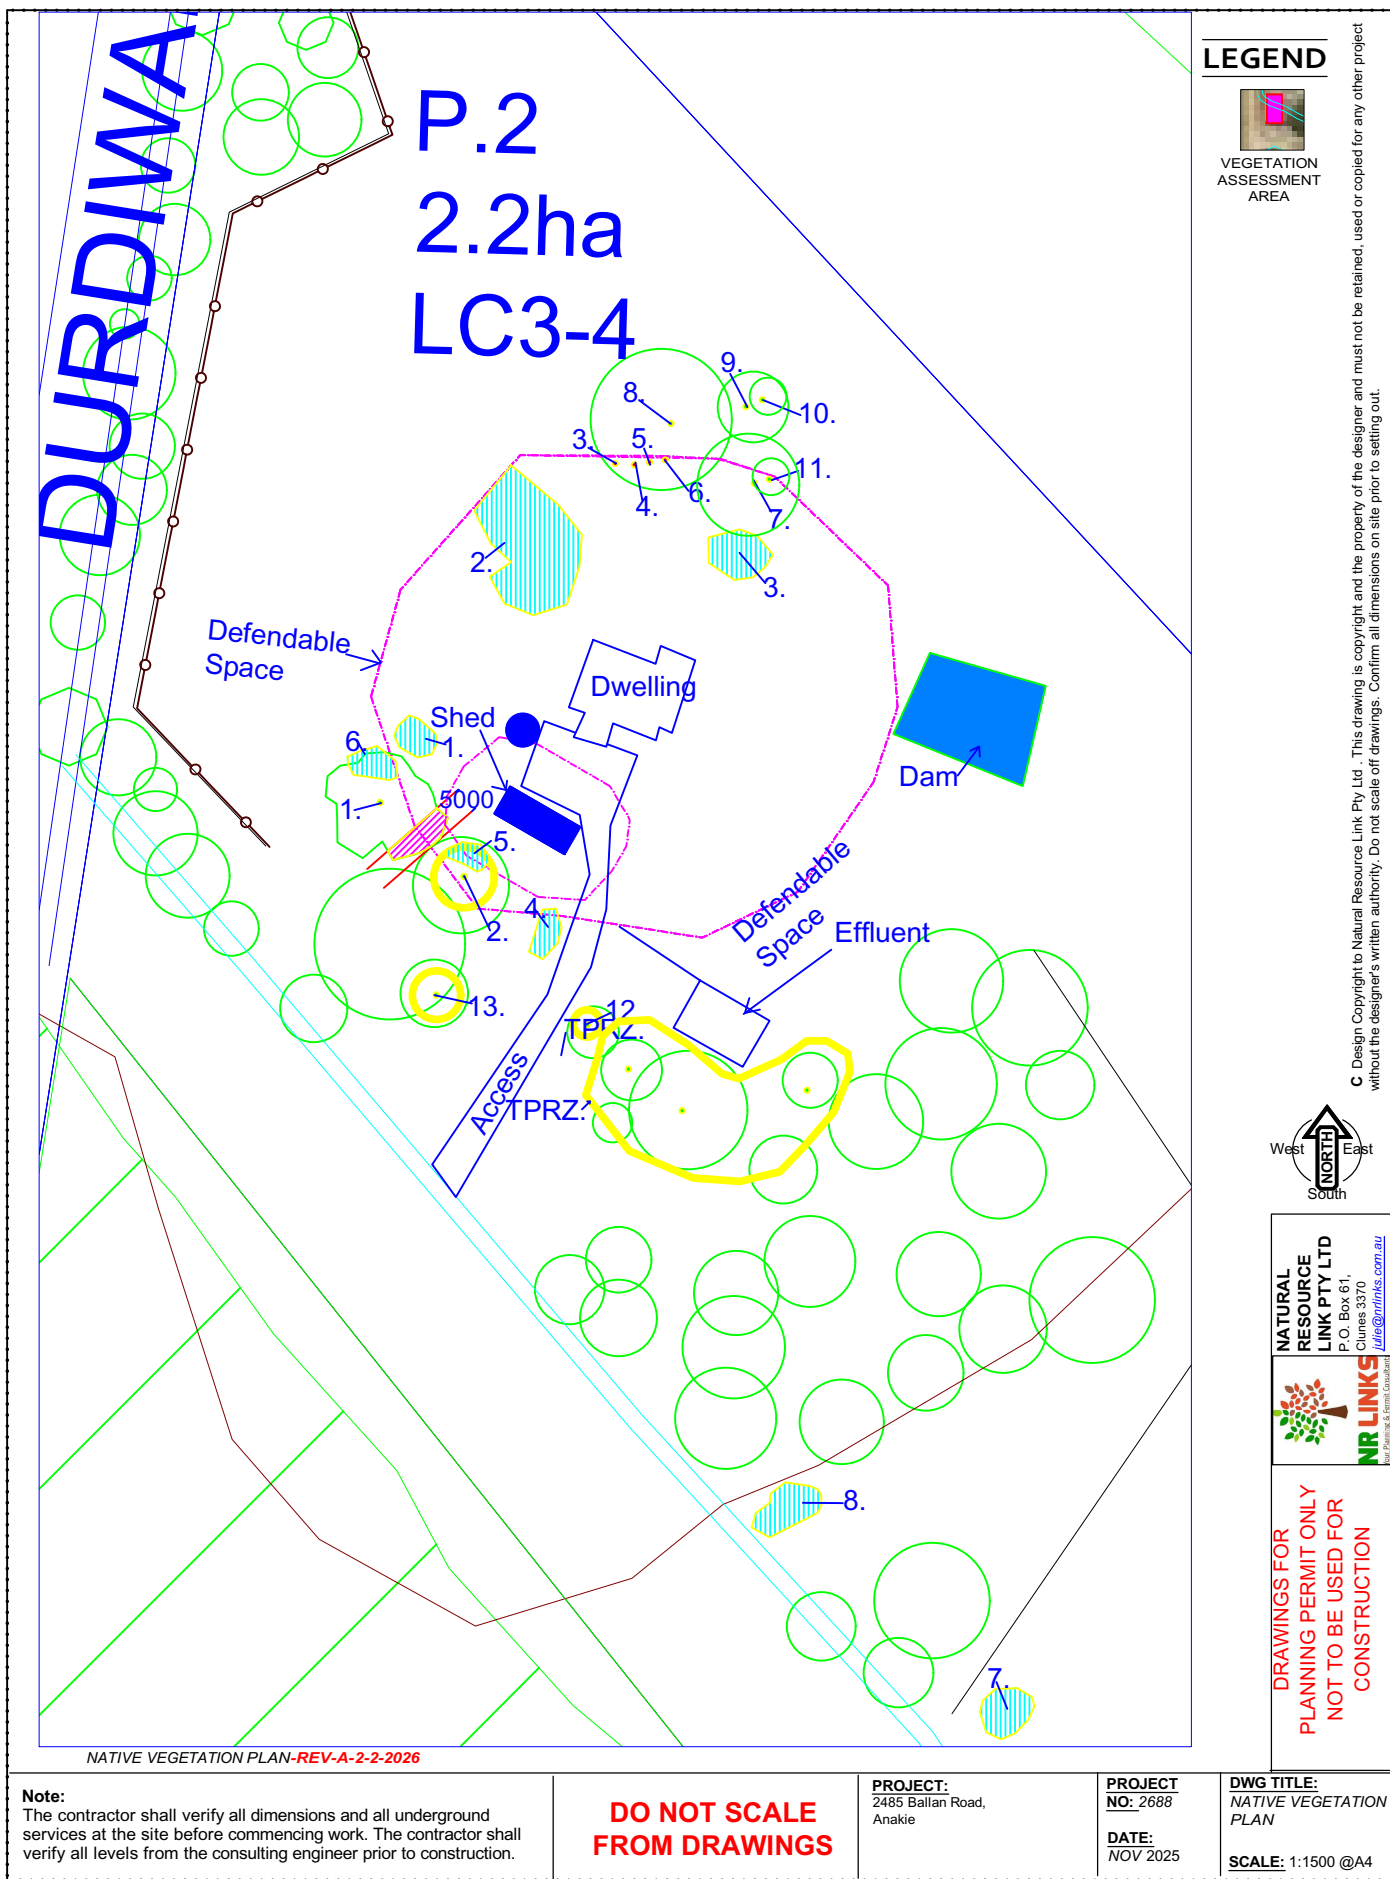 DURDIWA
P.2
2.2ha
LC3-4
LEGEND
VEGETATION
ASSESSMENT
AREA
9.
8.
10.
3.
5.
11.
4.
6.
7.
2.
3.
Defendable
Space
Dwelling
Shed
6.
1.
Dam
1.
5000
5.
Defendable
Space
4.
2.
Effluent
13.
12
TPRZ.
Access
TPRZ.
8.
7.
C Design Copyright to Natural Resource Link Pty Ltd . This drawing is copyright and the property of the designer and must not be retained, used or copied for any other project
without the designer's written authority. Do not scale off drawings. Confirm all dimensions on site prior to setting out.
West
NORTH
East
South
NATURAL
RESOURCE
LINK PTY LTD
P.O. Box 61,
Clunes 3370
julie@nrlinks.com.au
NR LINKS
Your Planning & Permit Consultant
DRAWINGS FOR
PLANNING PERMIT ONLY
NOT TO BE USED FOR
CONSTRUCTION
NATIVE VEGETATION PLAN-REV-A-2-2-2026
Note:
The contractor shall verify all dimensions and all underground
services at the site before commencing work. The contractor shall
verify all levels from the consulting engineer prior to construction.
DO NOT SCALE
FROM DRAWINGS
PROJECT:
2485 Ballan Road,
Anakie
PROJECT
NO: 2688
DATE:
NOV 2025
DWG TITLE:
NATIVE VEGETATION
PLAN
SCALE: 1:1500 @A4